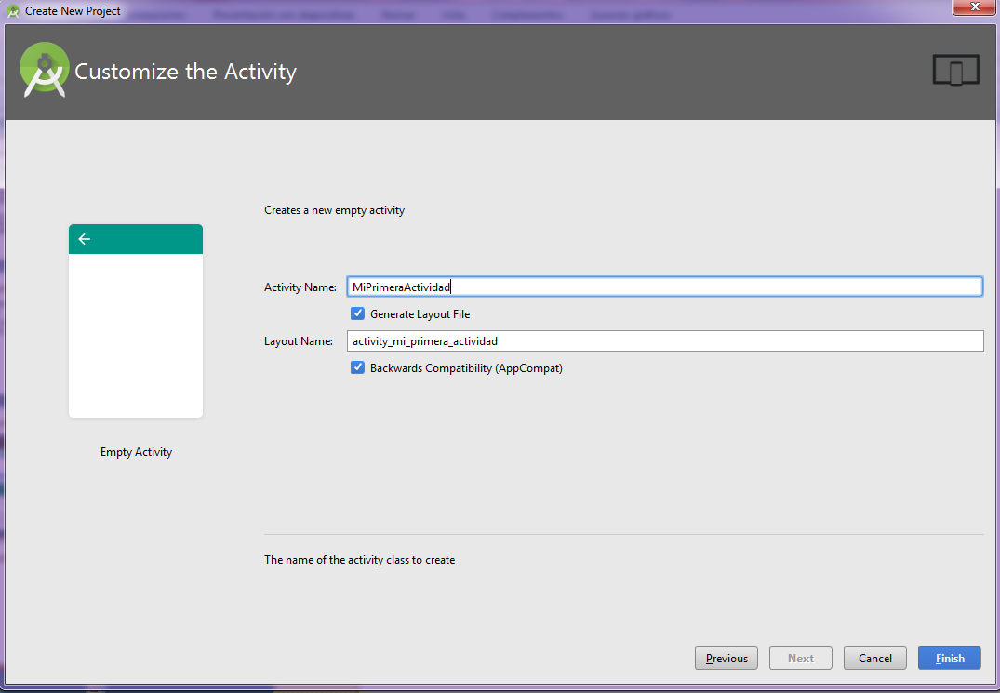 Create New Project
Customize the Activity
Creates a new empty activity
Activity Name: MiPrimeraActividad
Generate Layout File
Layout Name: activity_mi_primera_actividad
Backwards Compatibility (AppCompat)
Empty Activity
The name of the activity class to create
Previous Next Cancel Finish